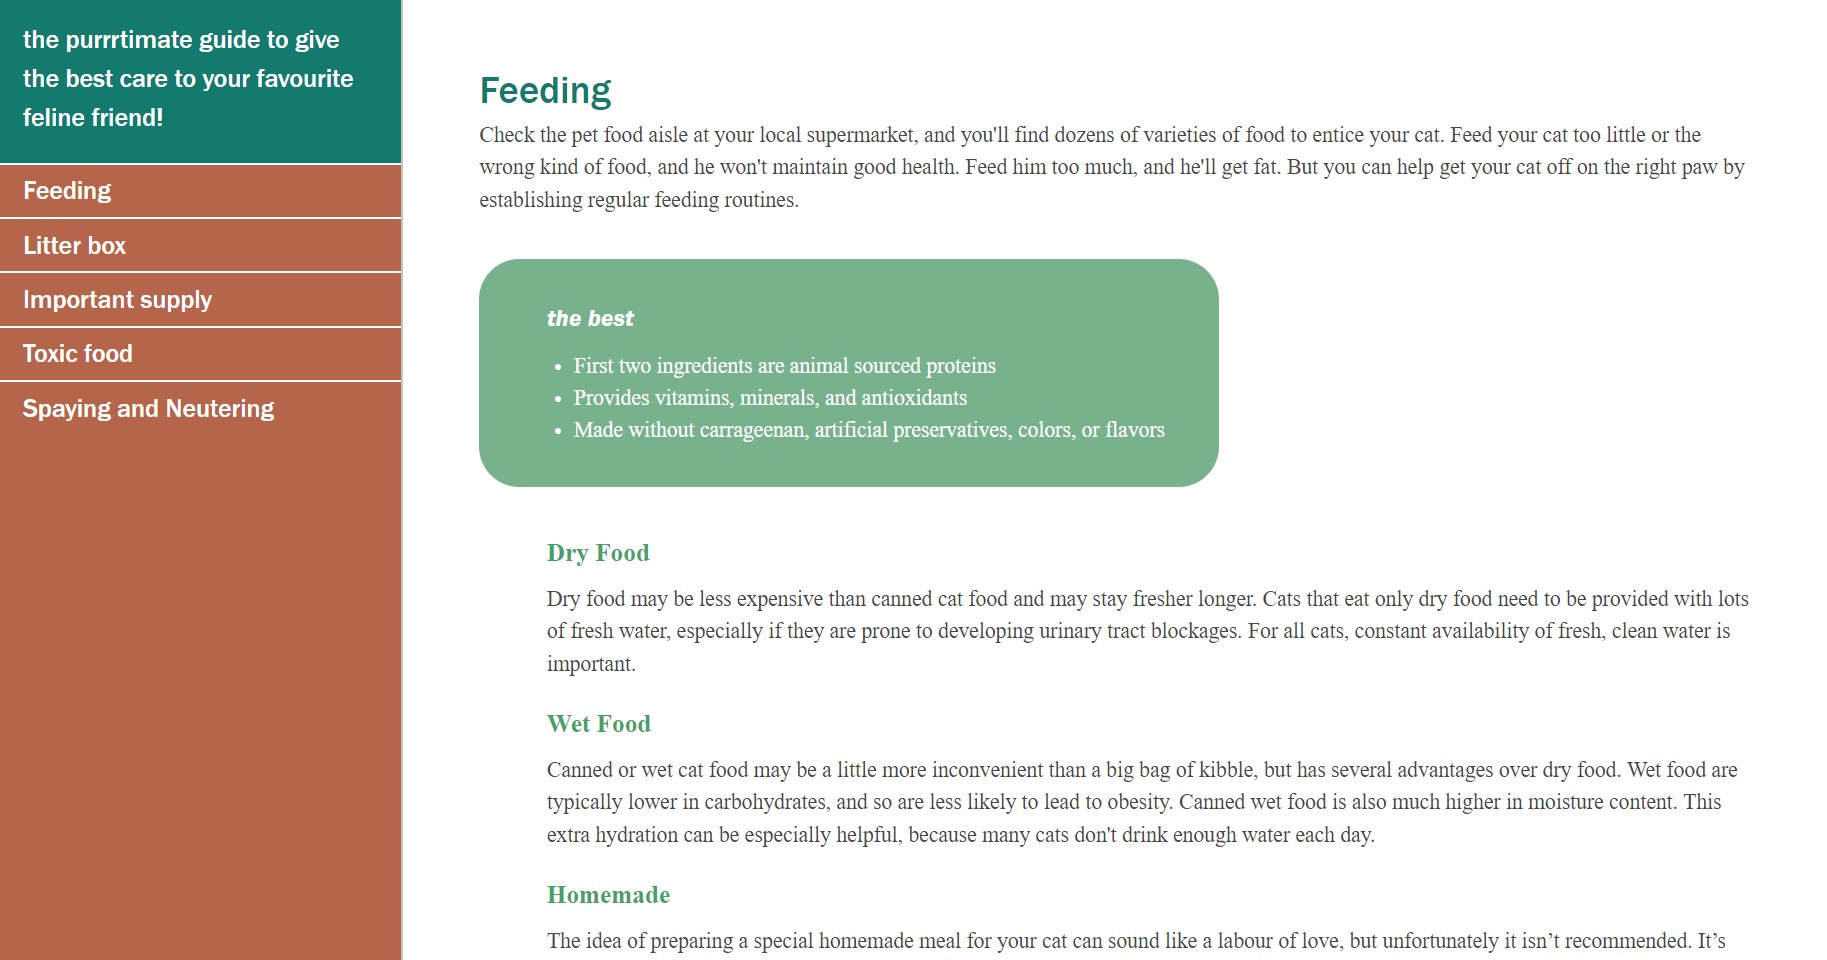 the purrrtimate guide to give
the best care to your favourite
feline friend!
Feeding
Litter box
Important supply
Toxic food
Spaying and Neutering
Feeding
Check the pet food aisle at your local supermarket, and you'll find dozens of varieties of food to entice your cat. Feed your cat too little or the
wrong kind of food, and he won't maintain good health. Feed him too much, and he'll get fat. But you can help get your cat off on the right paw by
establishing regular feeding routines.
the best
• First two ingredients are animal sourced proteins
• Provides vitamins, minerals, and antioxidants
• Made without carrageenan, artificial preservatives, colors, or flavors
Dry Food
Dry food may be less expensive than canned cat food and may stay fresher longer. Cats that eat only dry food need to be provided with lots
of fresh water, especially if they are prone to developing urinary tract blockages. For all cats, constant availability of fresh, clean water is
important.
Wet Food
Canned or wet cat food may be a little more inconvenient than a big bag of kibble, but has several advantages over dry food. Wet food are
typically lower in carbohydrates, and so are less likely to lead to obesity. Canned wet food is also much higher in moisture content. This
extra hydration can be especially helpful, because many cats don't drink enough water each day.
Homemade
The idea of preparing a special homemade meal for your cat can sound like a labour of love, but unfortunately it isn’t recommended. It’s